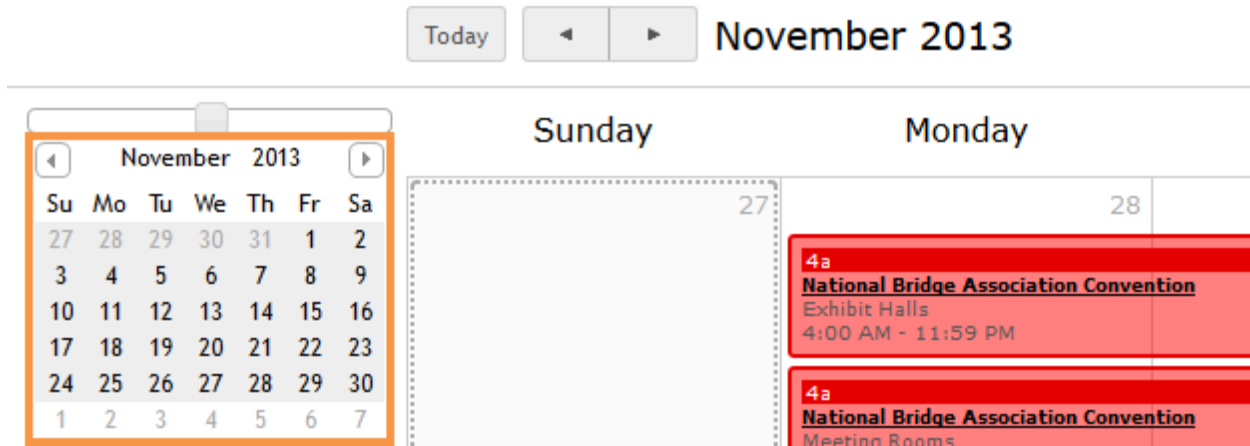 Today
November 2013
November 2013
Su Mo Tu We Th Fr Sa
27 28 29 30 31 1 2
3 4 5 6 7 8 9
10 11 12 13 14 15 16
17 18 19 20 21 22 23
24 25 26 27 28 29 30
1 2 3 4 5 6 7
Sunday Monday
27 28
4a
National Bridge Association Convention
Exhibit Halls
4:00 AM - 11:59 PM
4a
National Bridge Association Convention
Meeting Rooms